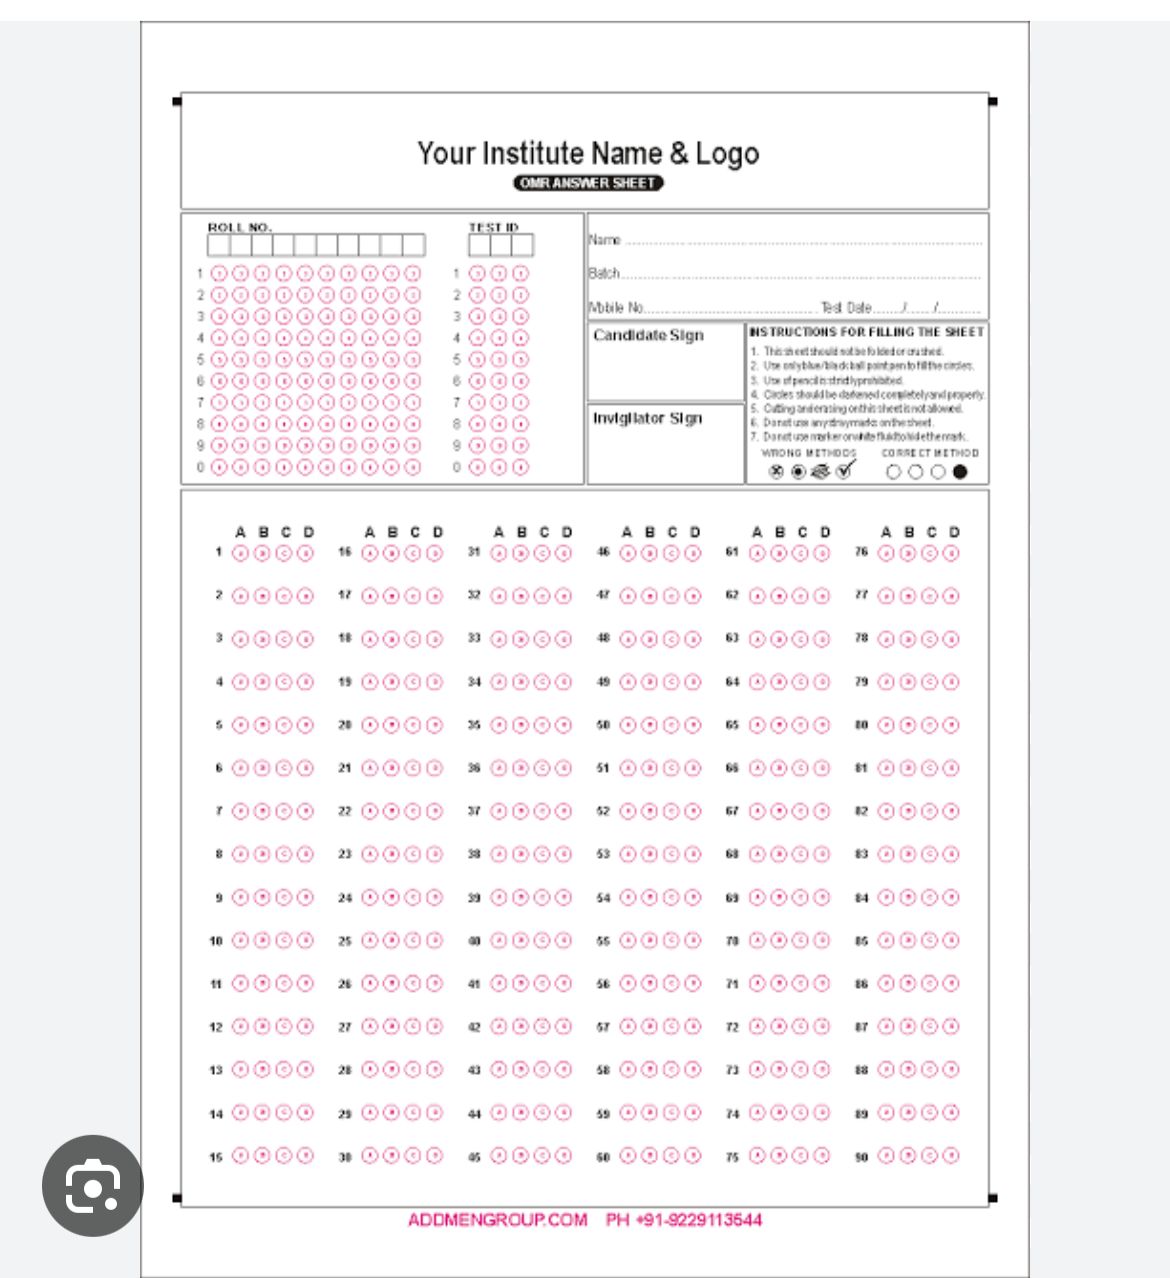 Your Institute Name & Logo
OMR ANSWER SHEET
ROLL NO. TEST ID
1 1
2 2
3 3
4 4
5 5
6 6
7 7
8 8
9 9
0 0
Name
Batch
Mobile No. Test Date ...../...../.....
Candidate Sign
Invigilator Sign
INSTRUCTIONS FOR FILLING THE SHEET
1. This sheet should not be folded or crushed.
2. Use only blue/black ball point pen to fill the circles.
3. Use of pencil is strictly prohibited.
4. Circles should be darkened completely and properly.
5. Cutting and erasing on this sheet is not allowed.
6. Do not use any stray marks on the sheet.
7. Do not use marker or white fluid to hide the mark.
WRONG METHODS CORRECT METHOD
A B C D A B C D A B C D A B C D A B C D A B C D
1 16 31 46 61 76
2 17 32 47 62 77
3 18 33 48 63 78
4 19 34 49 64 79
5 20 35 50 65 80
6 21 36 51 66 81
7 22 37 52 67 82
8 23 38 53 68 83
9 24 39 54 69 84
10 25 40 55 70 85
11 26 41 56 71 86
12 27 42 57 72 87
13 28 43 58 73 88
14 29 44 59 74 89
15 30 45 60 75 90
ADDMENGROUP.COM PH +91-9229113544